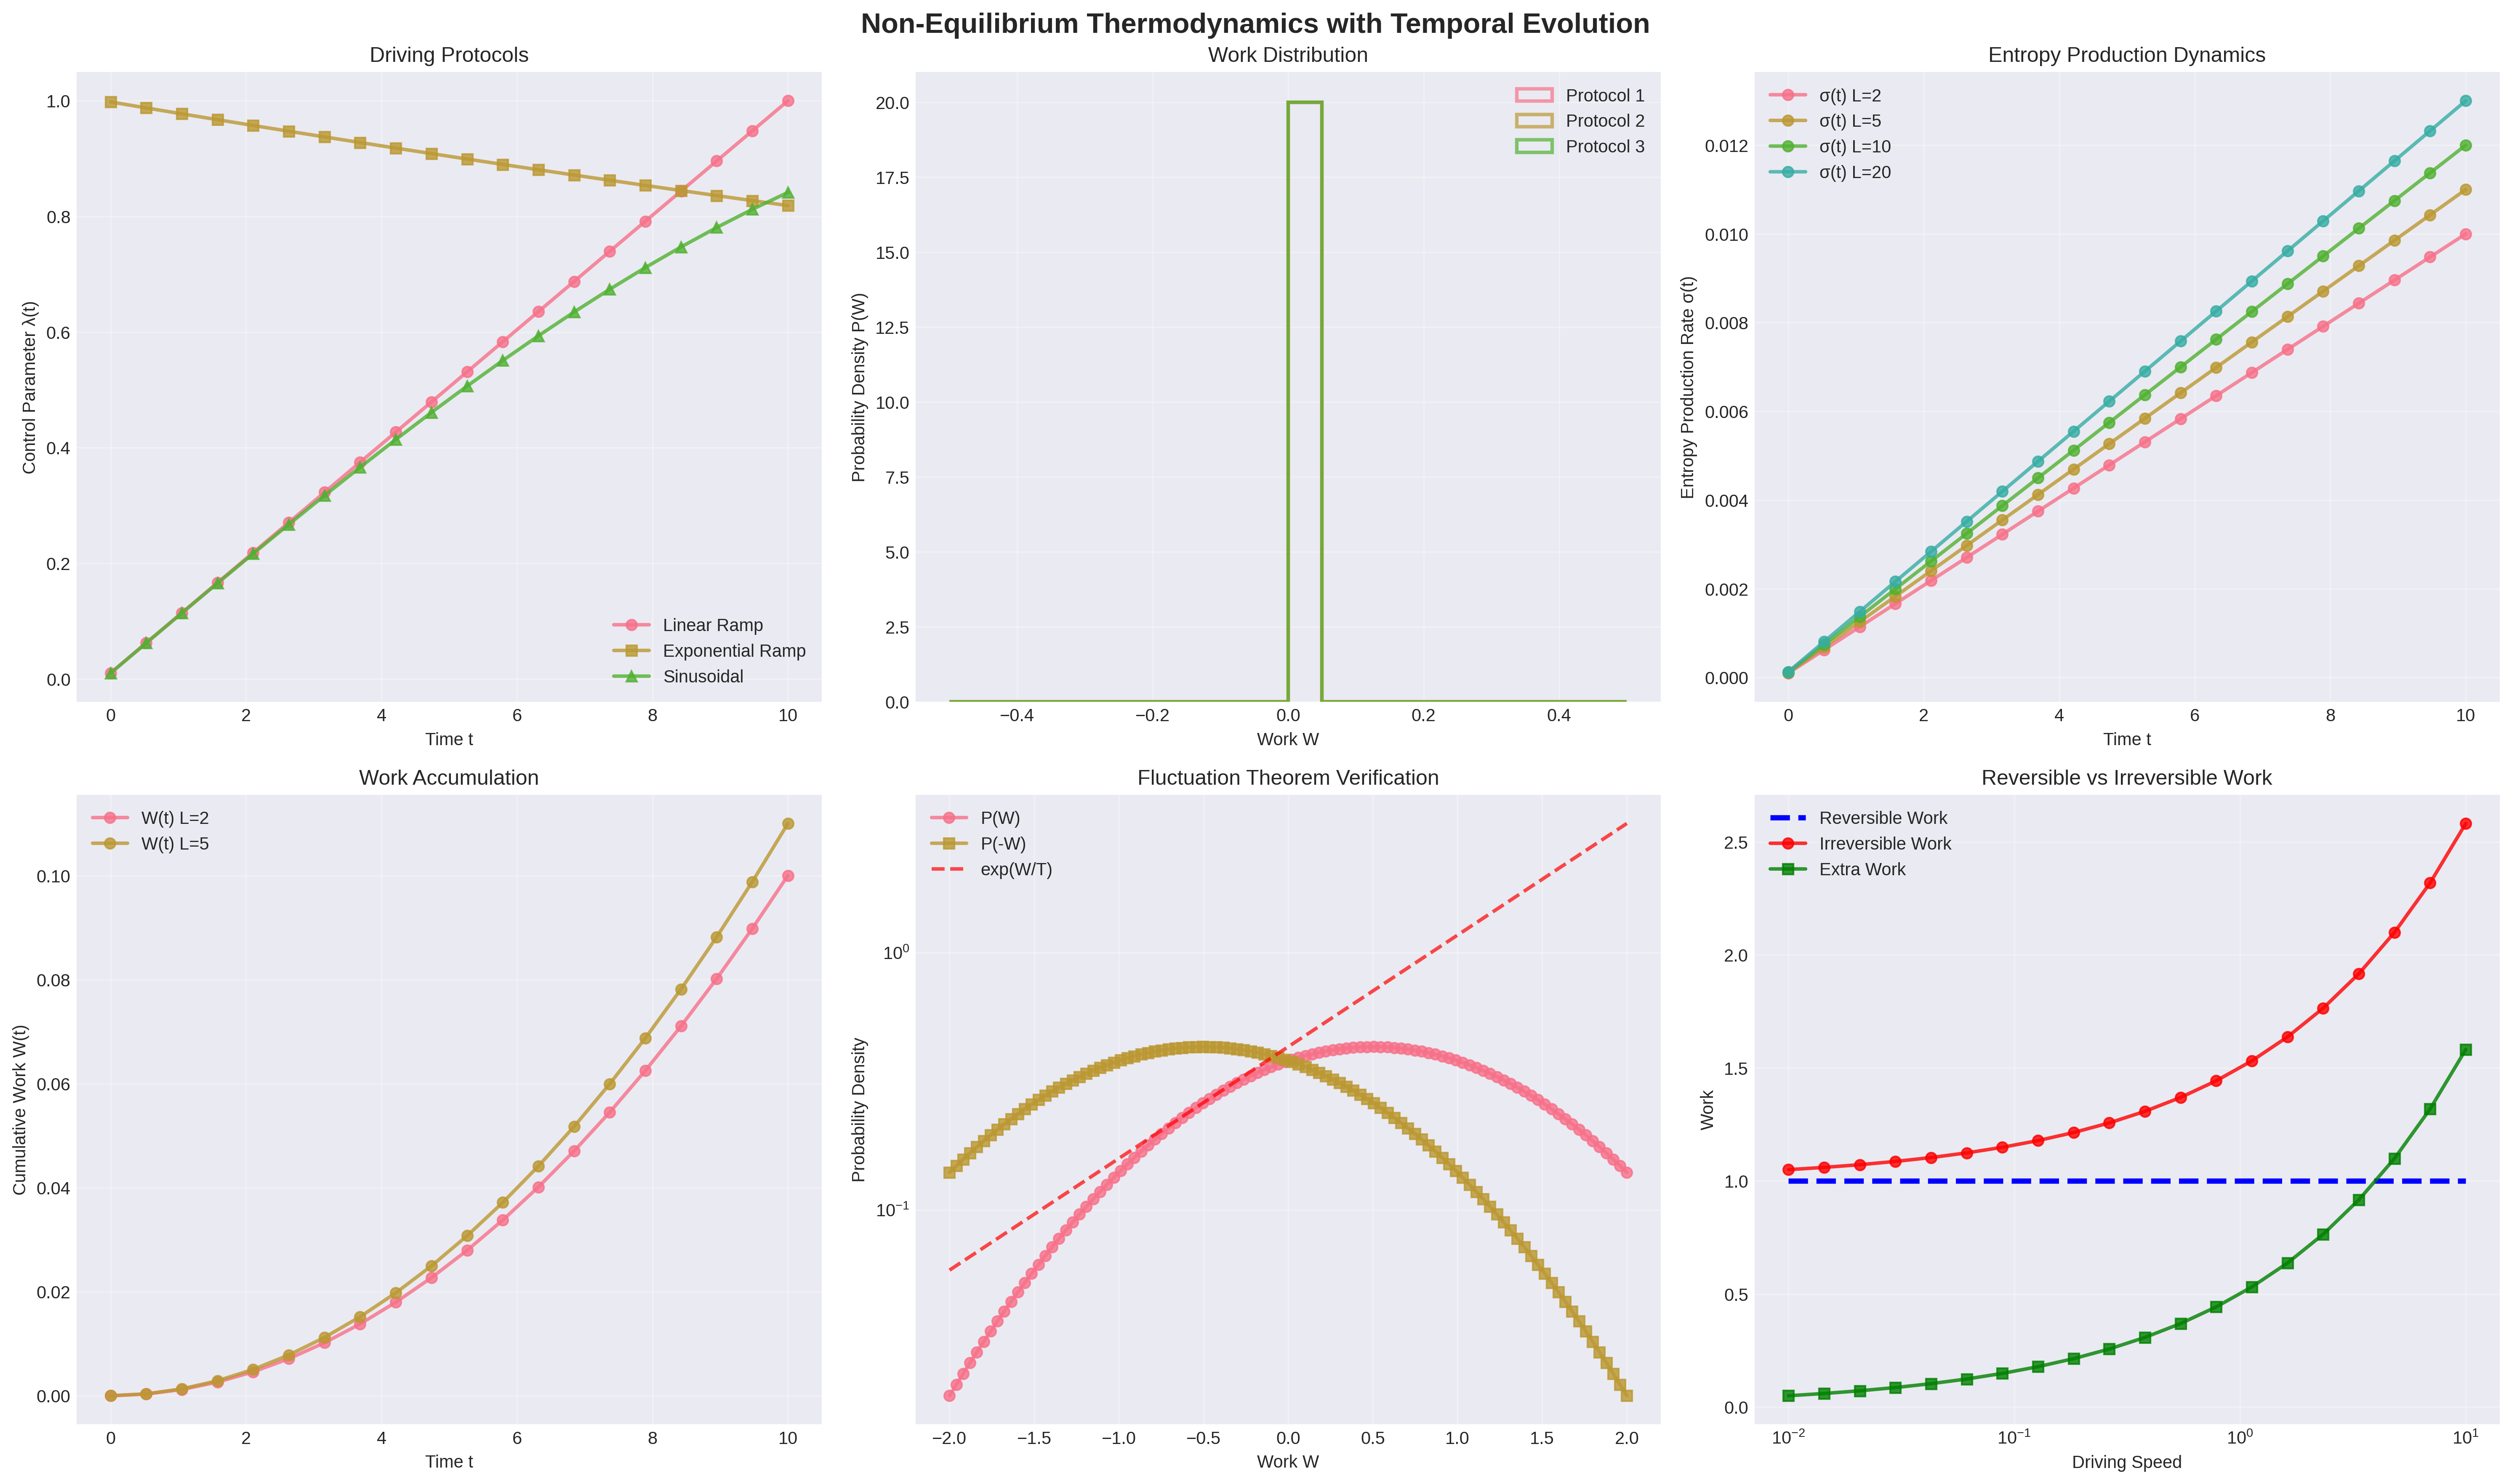 Non-Equilibrium Thermodynamics with Temporal Evolution
Driving Protocols
Control Parameter λ(t)
1.0
0.8
0.6
0.4
0.2
0.0
Linear Ramp
Exponential Ramp
Sinusoidal
0 2 4 6 8 10
Time t
Work Distribution
Probability Density P(W)
20.0
17.5
15.0
12.5
10.0
7.5
5.0
2.5
0.0
Protocol 1
Protocol 2
Protocol 3
−0.4 −0.2 0.0 0.2 0.4
Work W
Entropy Production Dynamics
Entropy Production Rate σ(t)
0.012
0.010
0.008
0.006
0.004
0.002
0.000
σ(t) L=2
σ(t) L=5
σ(t) L=10
σ(t) L=20
0 2 4 6 8 10
Time t
Work Accumulation
Cumulative Work W(t)
0.10
0.08
0.06
0.04
0.02
0.00
W(t) L=2
W(t) L=5
0 2 4 6 8 10
Time t
Fluctuation Theorem Verification
Probability Density
10⁰
10⁻¹
P(W)
P(-W)
exp(W/T)
−2.0 −1.5 −1.0 −0.5 0.0 0.5 1.0 1.5 2.0
Work W
Reversible vs Irreversible Work
Work
2.5
2.0
1.5
1.0
0.5
0.0
Reversible Work
Irreversible Work
Extra Work
10⁻² 10⁻¹ 10⁰ 10¹
Driving Speed